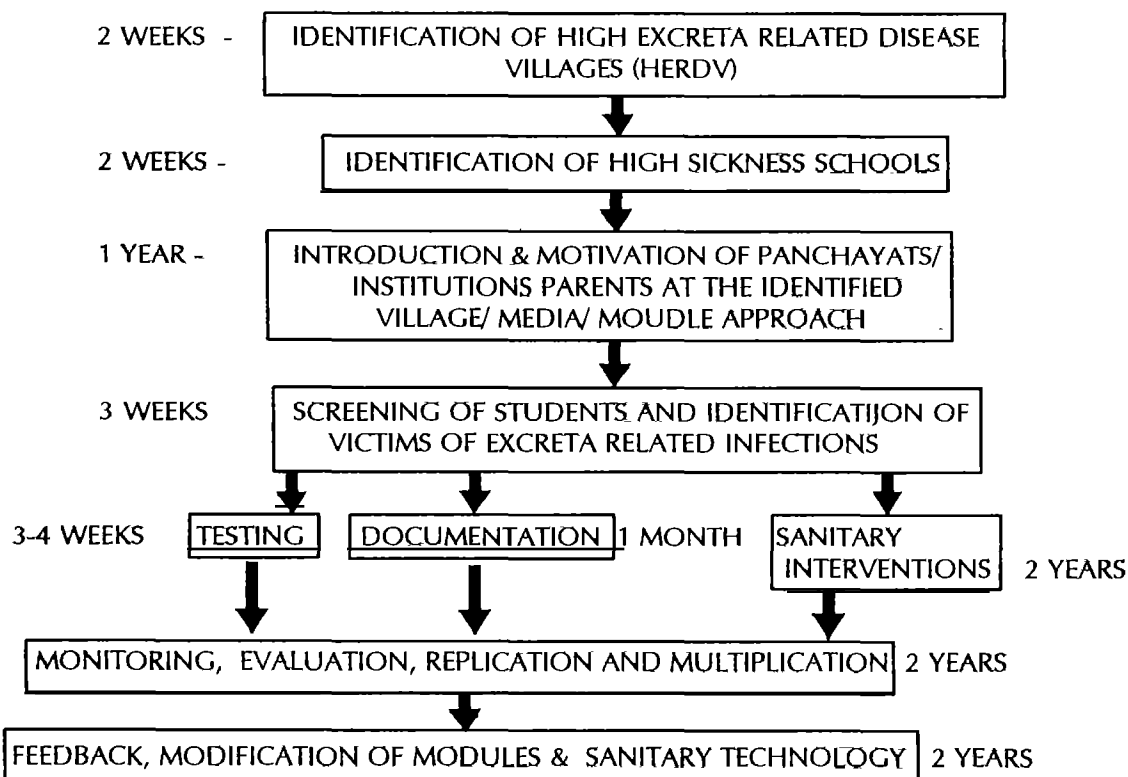 2 WEEKS - IDENTIFICATION OF HIGH EXCRETA RELATED DISEASE
VILLAGES (HERDV)
2 WEEKS - IDENTIFICATION OF HIGH SICKNESS SCHOOLS
1 YEAR - INTRODUCTION & MOTIVATION OF PANCHAYATS/
INSTITUTIONS PARENTS AT THE IDENTIFIED
VILLAGE/ MEDIA/ MOUDLE APPROACH
3 WEEKS SCREENING OF STUDENTS AND IDENTIFICATIJON OF
VICTIMS OF EXCRETA RELATED INFECTIONS
3-4 WEEKS TESTING DOCUMENTATION 1 MONTH SANITARY
INTERVENTIONS 2 YEARS
MONITORING, EVALUATION, REPLICATION AND MULTIPLICATION 2 YEARS
FEEDBACK, MODIFICATION OF MODULES & SANITARY TECHNOLOGY 2 YEARS